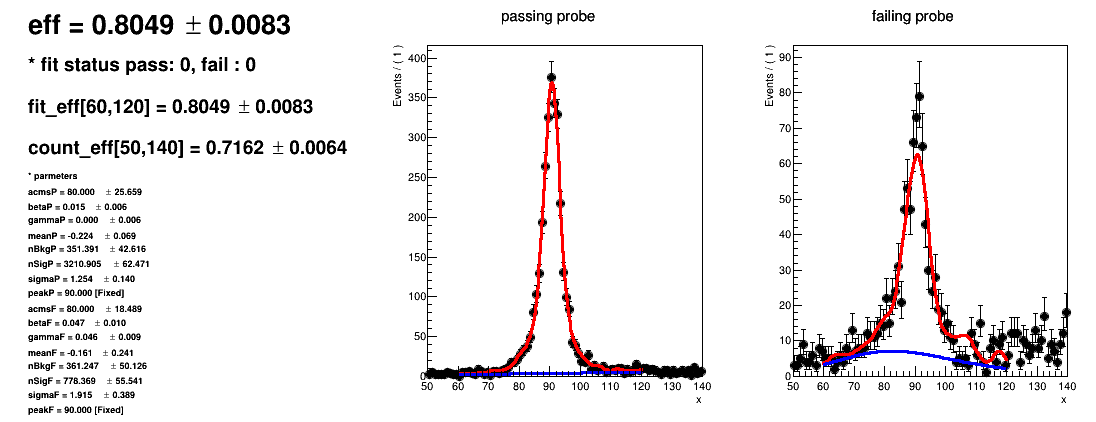 eff = 0.8049 ± 0.0083
* fit status pass: 0, fail : 0
fit_eff[60,120] = 0.8049 ± 0.0083
count_eff[50,140] = 0.7162 ± 0.0064
* parmeters
acmsP = 80.000 ± 25.659
betaP = 0.015 ± 0.006
gammaP = 0.000 ± 0.006
meanP = -0.224 ± 0.069
nBkgP = 351.391 ± 42.616
nSigP = 3210.905 ± 62.471
sigmaP = 1.254 ± 0.140
peakP = 90.000 [Fixed]
acmsF = 80.000 ± 18.489
betaF = 0.047 ± 0.010
gammaF = 0.046 ± 0.009
meanF = -0.161 ± 0.241
nBkgF = 361.247 ± 50.126
nSigF = 778.369 ± 55.541
sigmaF = 1.915 ± 0.389
peakF = 90.000 [Fixed]
passing probe
Events / ( 1 )
400
350
300
250
200
150
100
50
0
50 60 70 80 90 100 110 120 130 140
x
failing probe
Events / ( 1 )
90
80
70
60
50
40
30
20
10
0
50 60 70 80 90 100 110 120 130 140
x